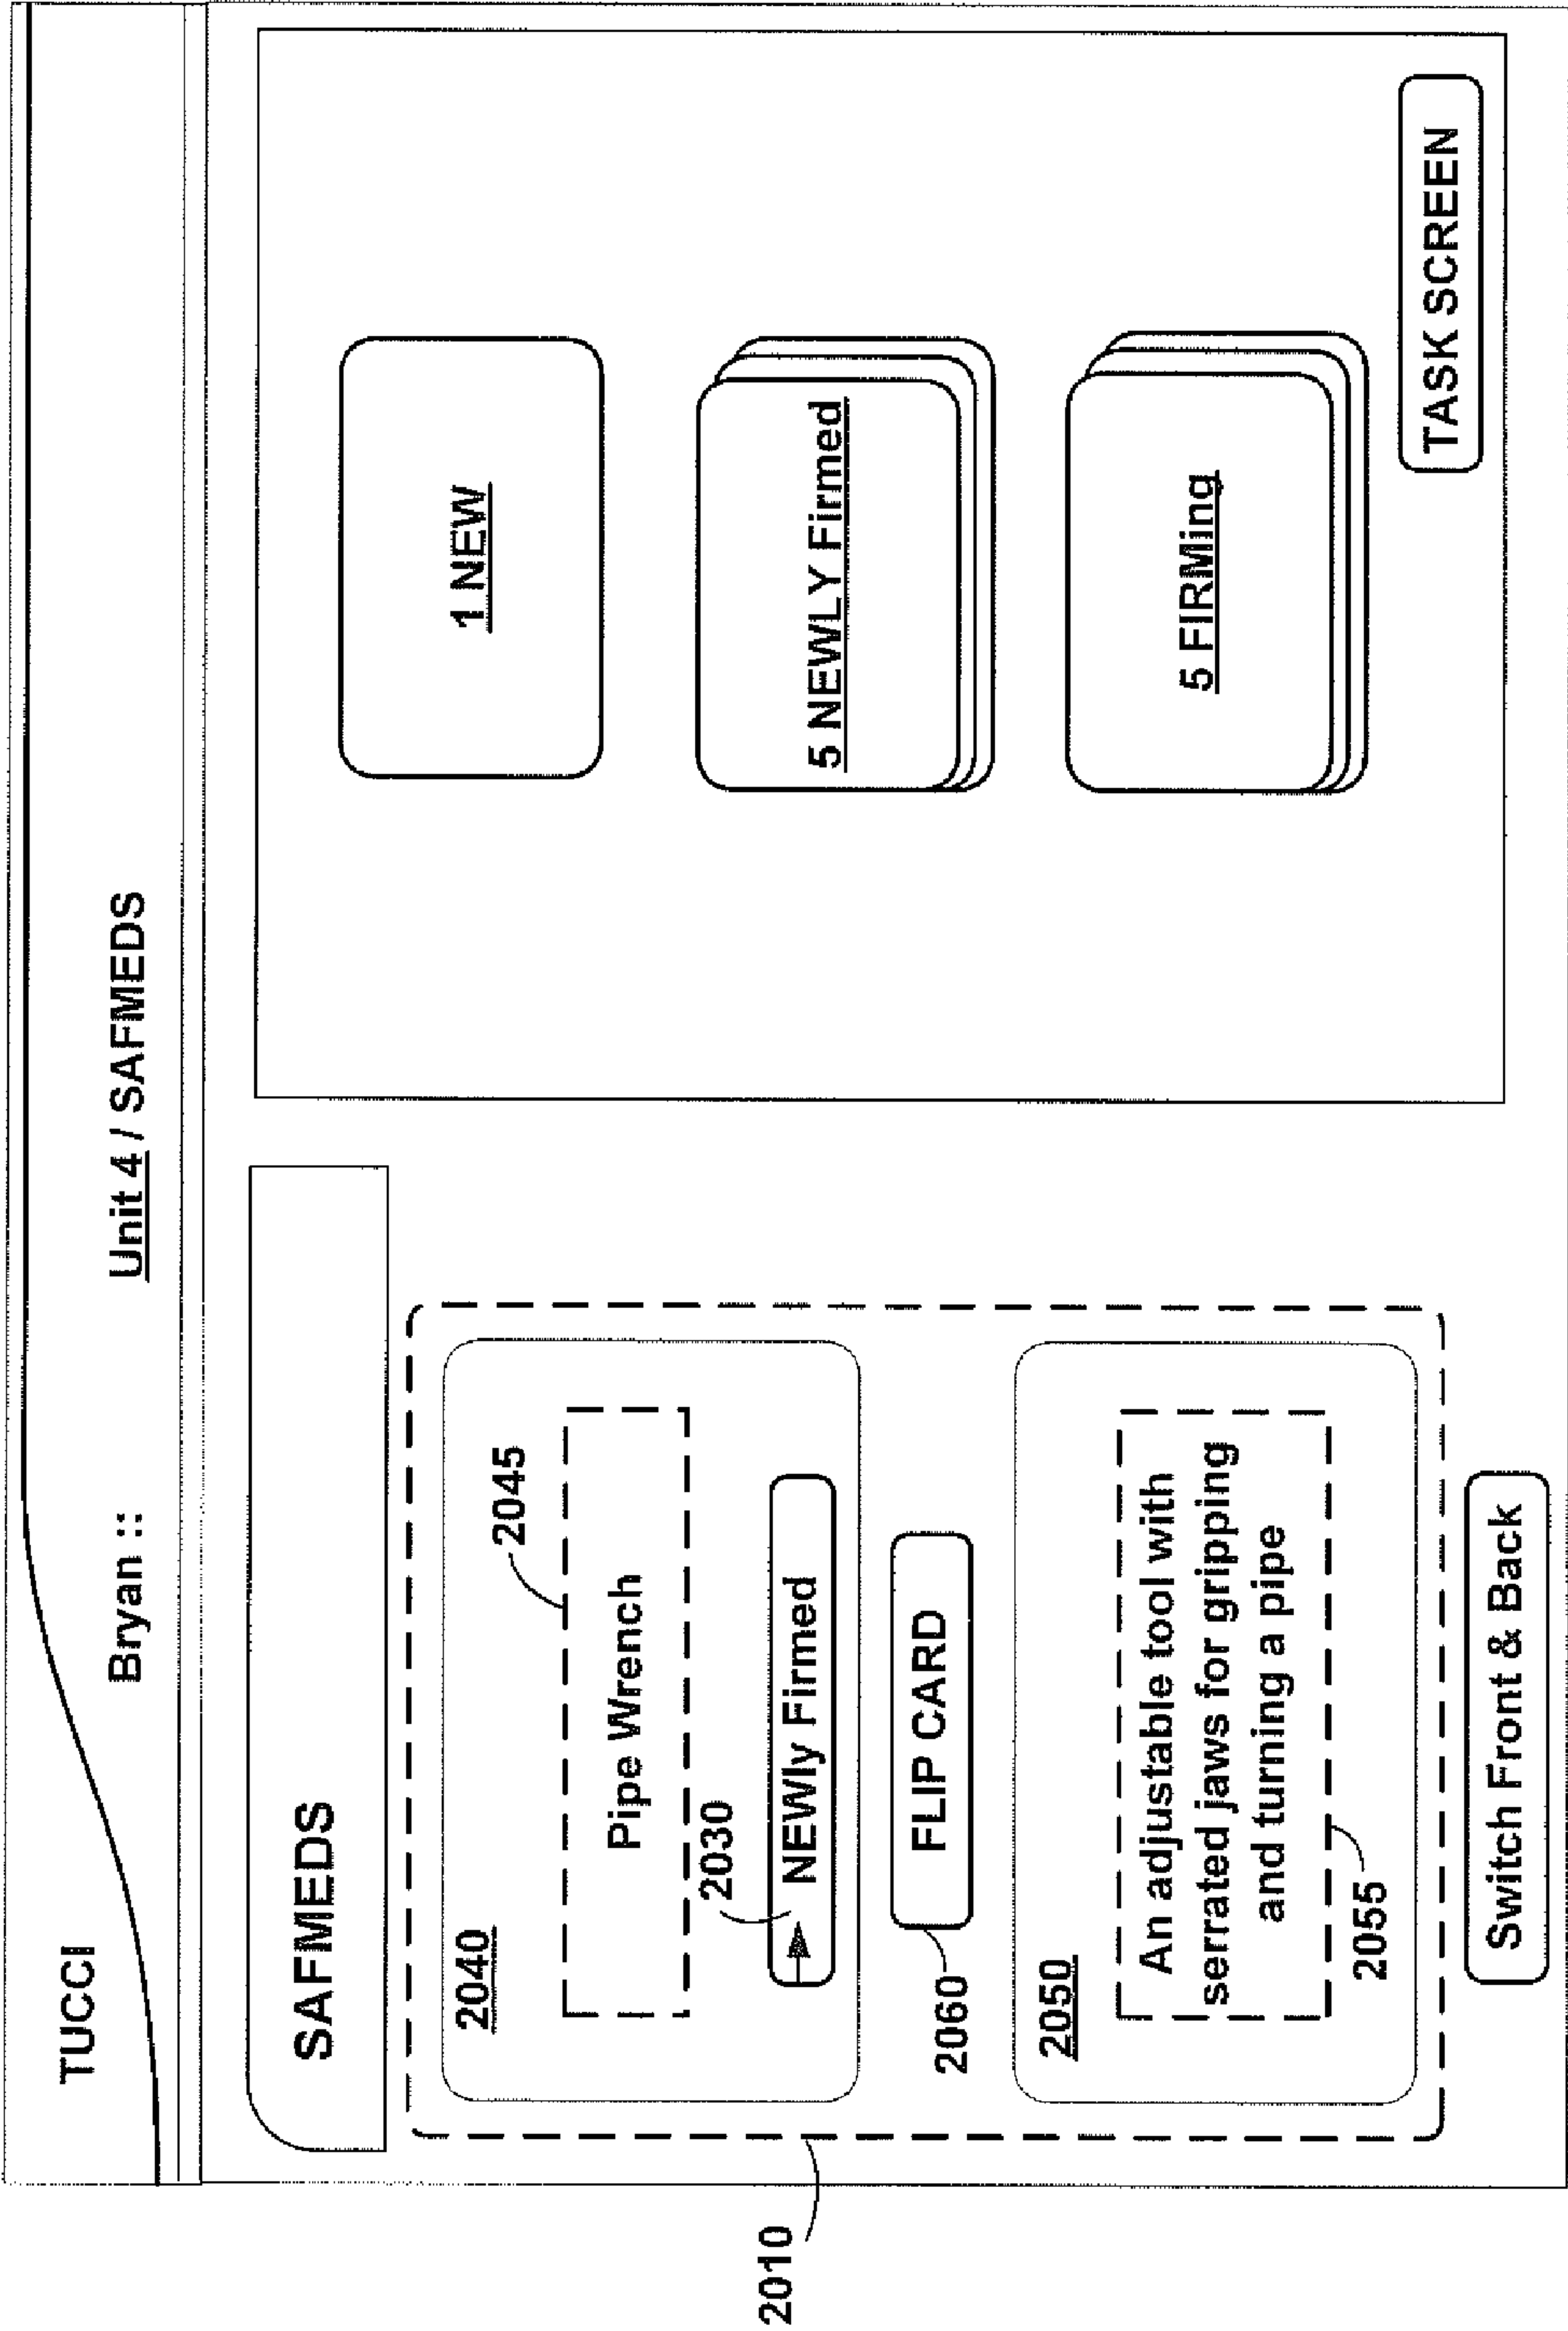 TUCCI
Bryan :: Unit 4 / SAFMEDS
SAFMEDS
2010
2040
2045
Pipe Wrench
2030
NEWly Firmed
2060
FLIP CARD
2050
An adjustable tool with
serrated jaws for gripping
and turning a pipe
2055
Switch Front & Back
1 NEW
5 NEWLY Firmed
5 FIRMing
TASK SCREEN